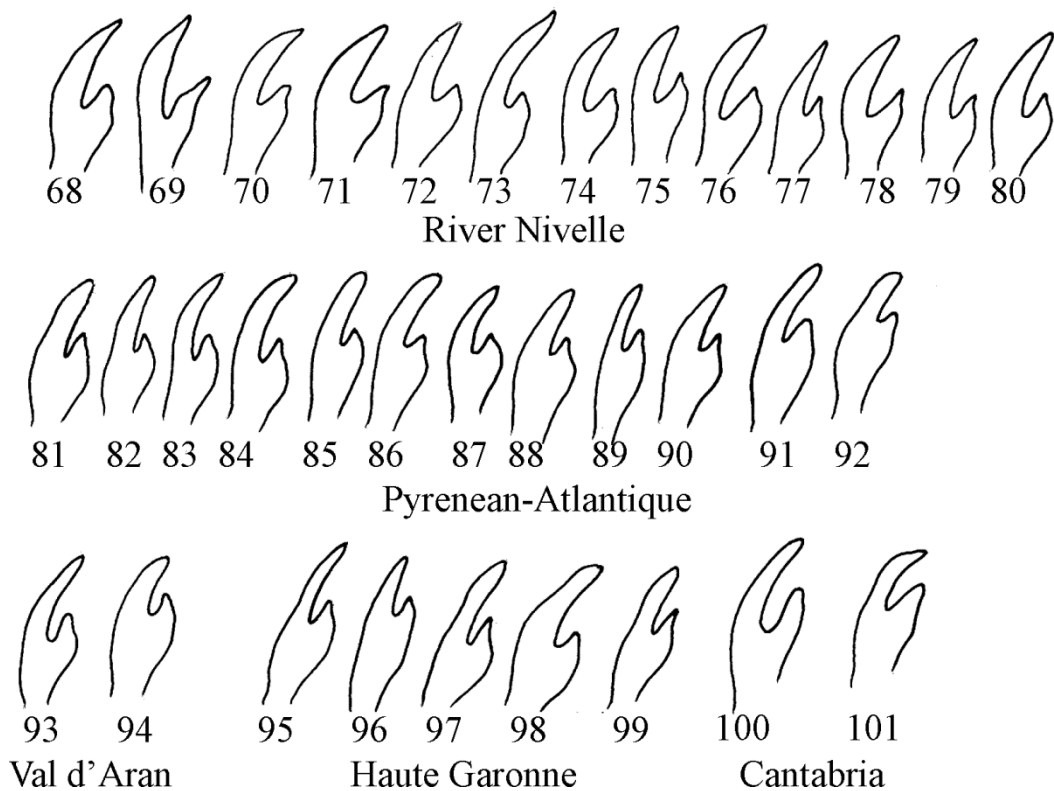 68 69 70 71 72 73 74 75 76 77 78 79 80
River Nivelle
81 82 83 84 85 86 87 88 89 90 91 92
Pyrenean-Atlantique
93 94 95 96 97 98 99 100 101
Val d’Aran Haute Garonne Cantabria